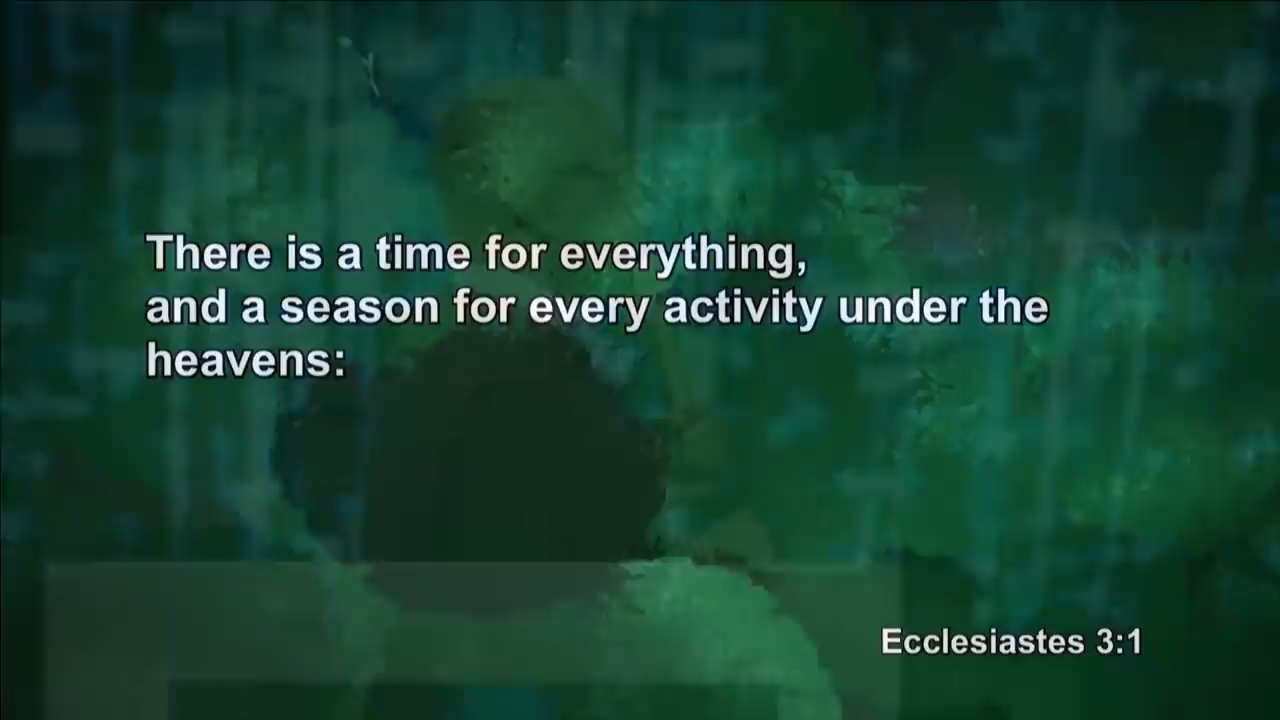 There is a time for everything,
and a season for every activity under the
heavens:
Ecclesiastes 3:1